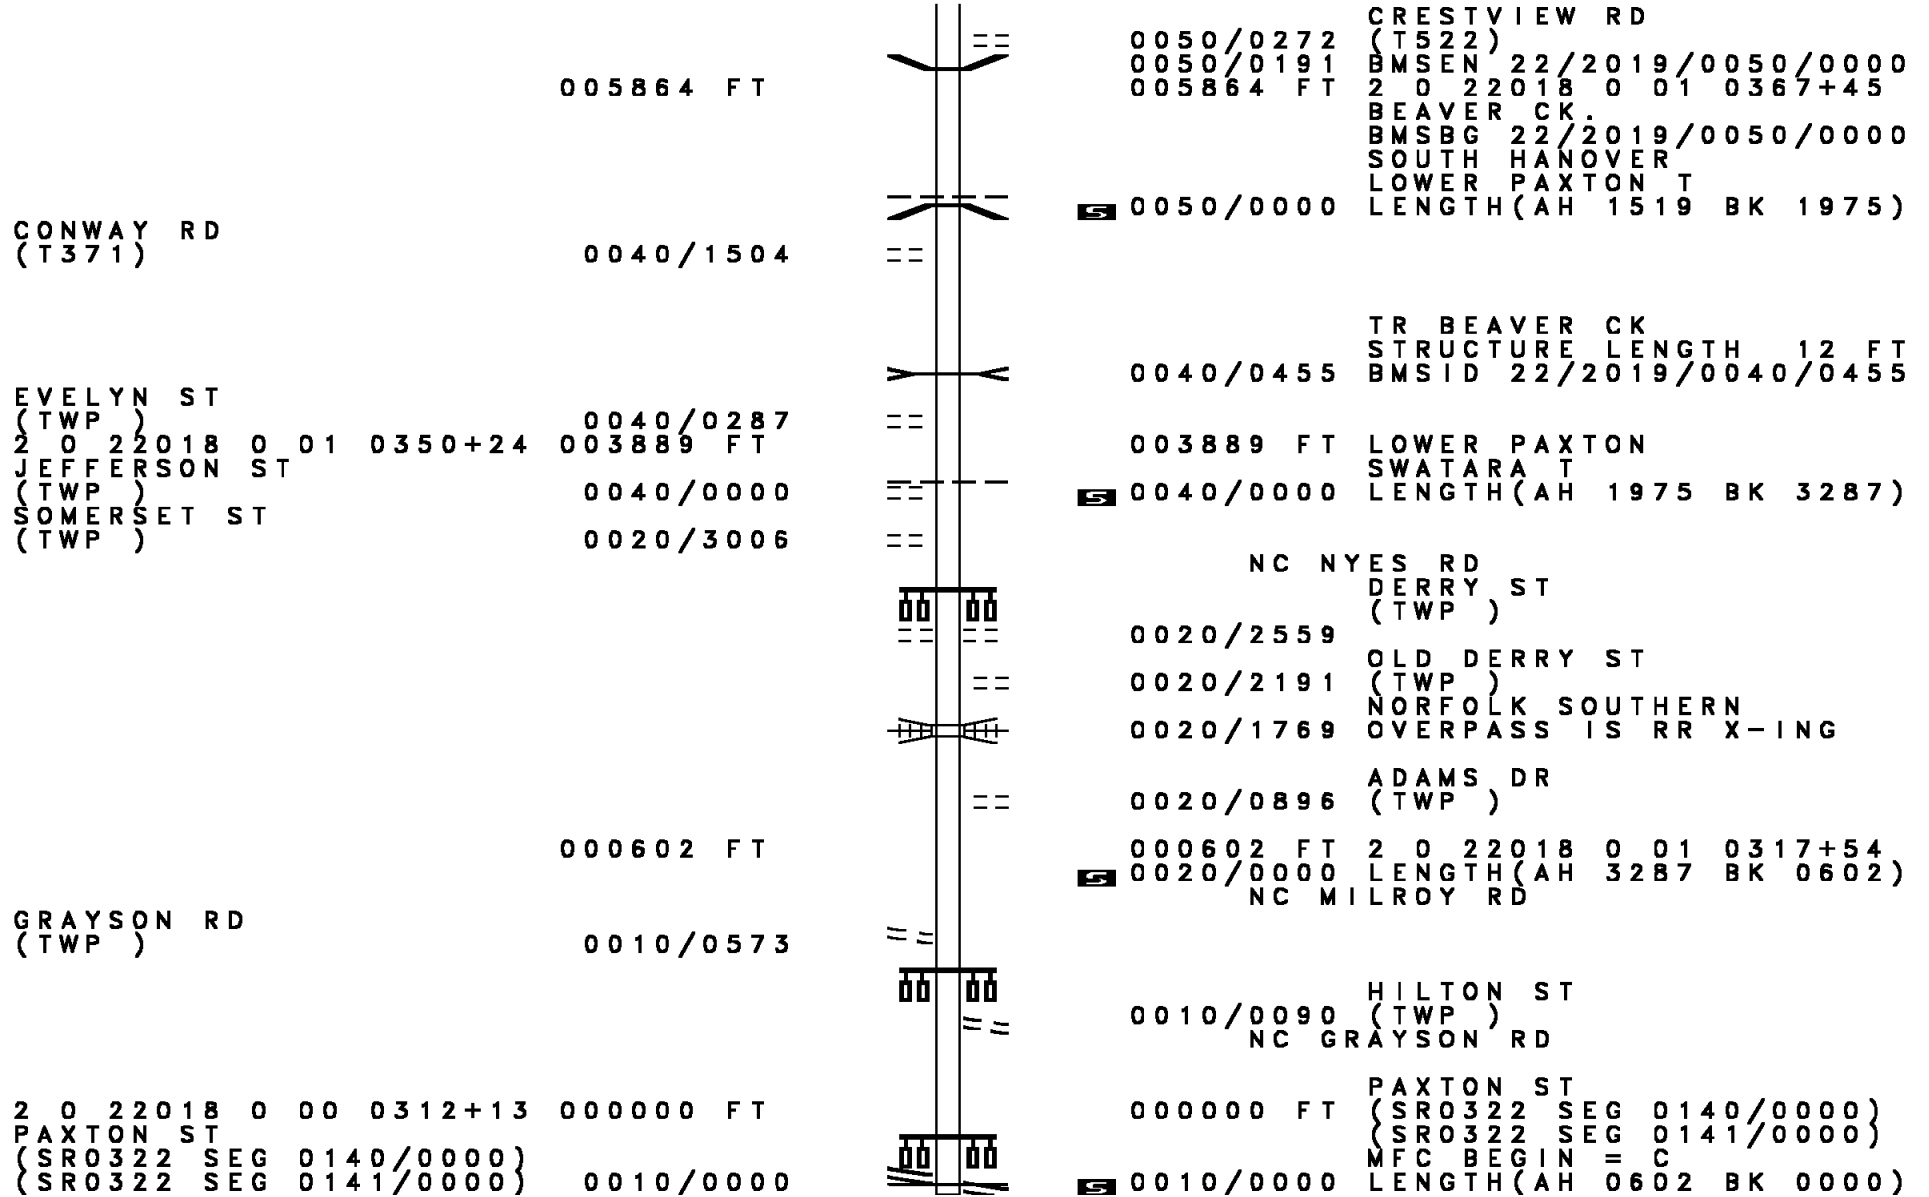 CRESTVIEW RD
0050/0272 (T522)
0050/0191 BMSEN 22/2019/0050/0000
005864 FT 005864 FT 2 0 22018 0 01 0367+45
BEAVER CK.
BMSBG 22/2019/0050/0000
SOUTH HANOVER
LOWER PAXTON T
S 0050/0000 LENGTH(AH 1519 BK 1975)
CONWAY RD
(T371) 0040/1504
TR BEAVER CK
STRUCTURE LENGTH 12 FT
0040/0455 BMSID 22/2019/0040/0455
EVELYN ST
(TWP ) 0040/0287
2 0 22018 0 01 0350+24 003889 FT 003889 FT LOWER PAXTON
JEFFERSON ST SWATARA T
(TWP ) 0040/0000 S 0040/0000 LENGTH(AH 1975 BK 3287)
SOMERSET ST
(TWP ) 0020/3006
NC NYES RD
DERRY ST
(TWP )
0020/2559
OLD DERRY ST
0020/2191 (TWP )
NORFOLK SOUTHERN
0020/1769 OVERPASS IS RR X-ING
ADAMS DR
0020/0896 (TWP )
000602 FT 000602 FT 2 0 22018 0 01 0317+54
S 0020/0000 LENGTH(AH 3287 BK 0602)
NC MILROY RD
GRAYSON RD
(TWP ) 0010/0573
HILTON ST
0010/0090 (TWP )
NC GRAYSON RD
PAXTON ST
2 0 22018 0 00 0312+13 000000 FT 000000 FT (SR0322 SEG 0140/0000)
PAXTON ST (SR0322 SEG 0141/0000)
(SR0322 SEG 0140/0000) MFC BEGIN = C
(SR0322 SEG 0141/0000) 0010/0000 S 0010/0000 LENGTH(AH 0602 BK 0000)